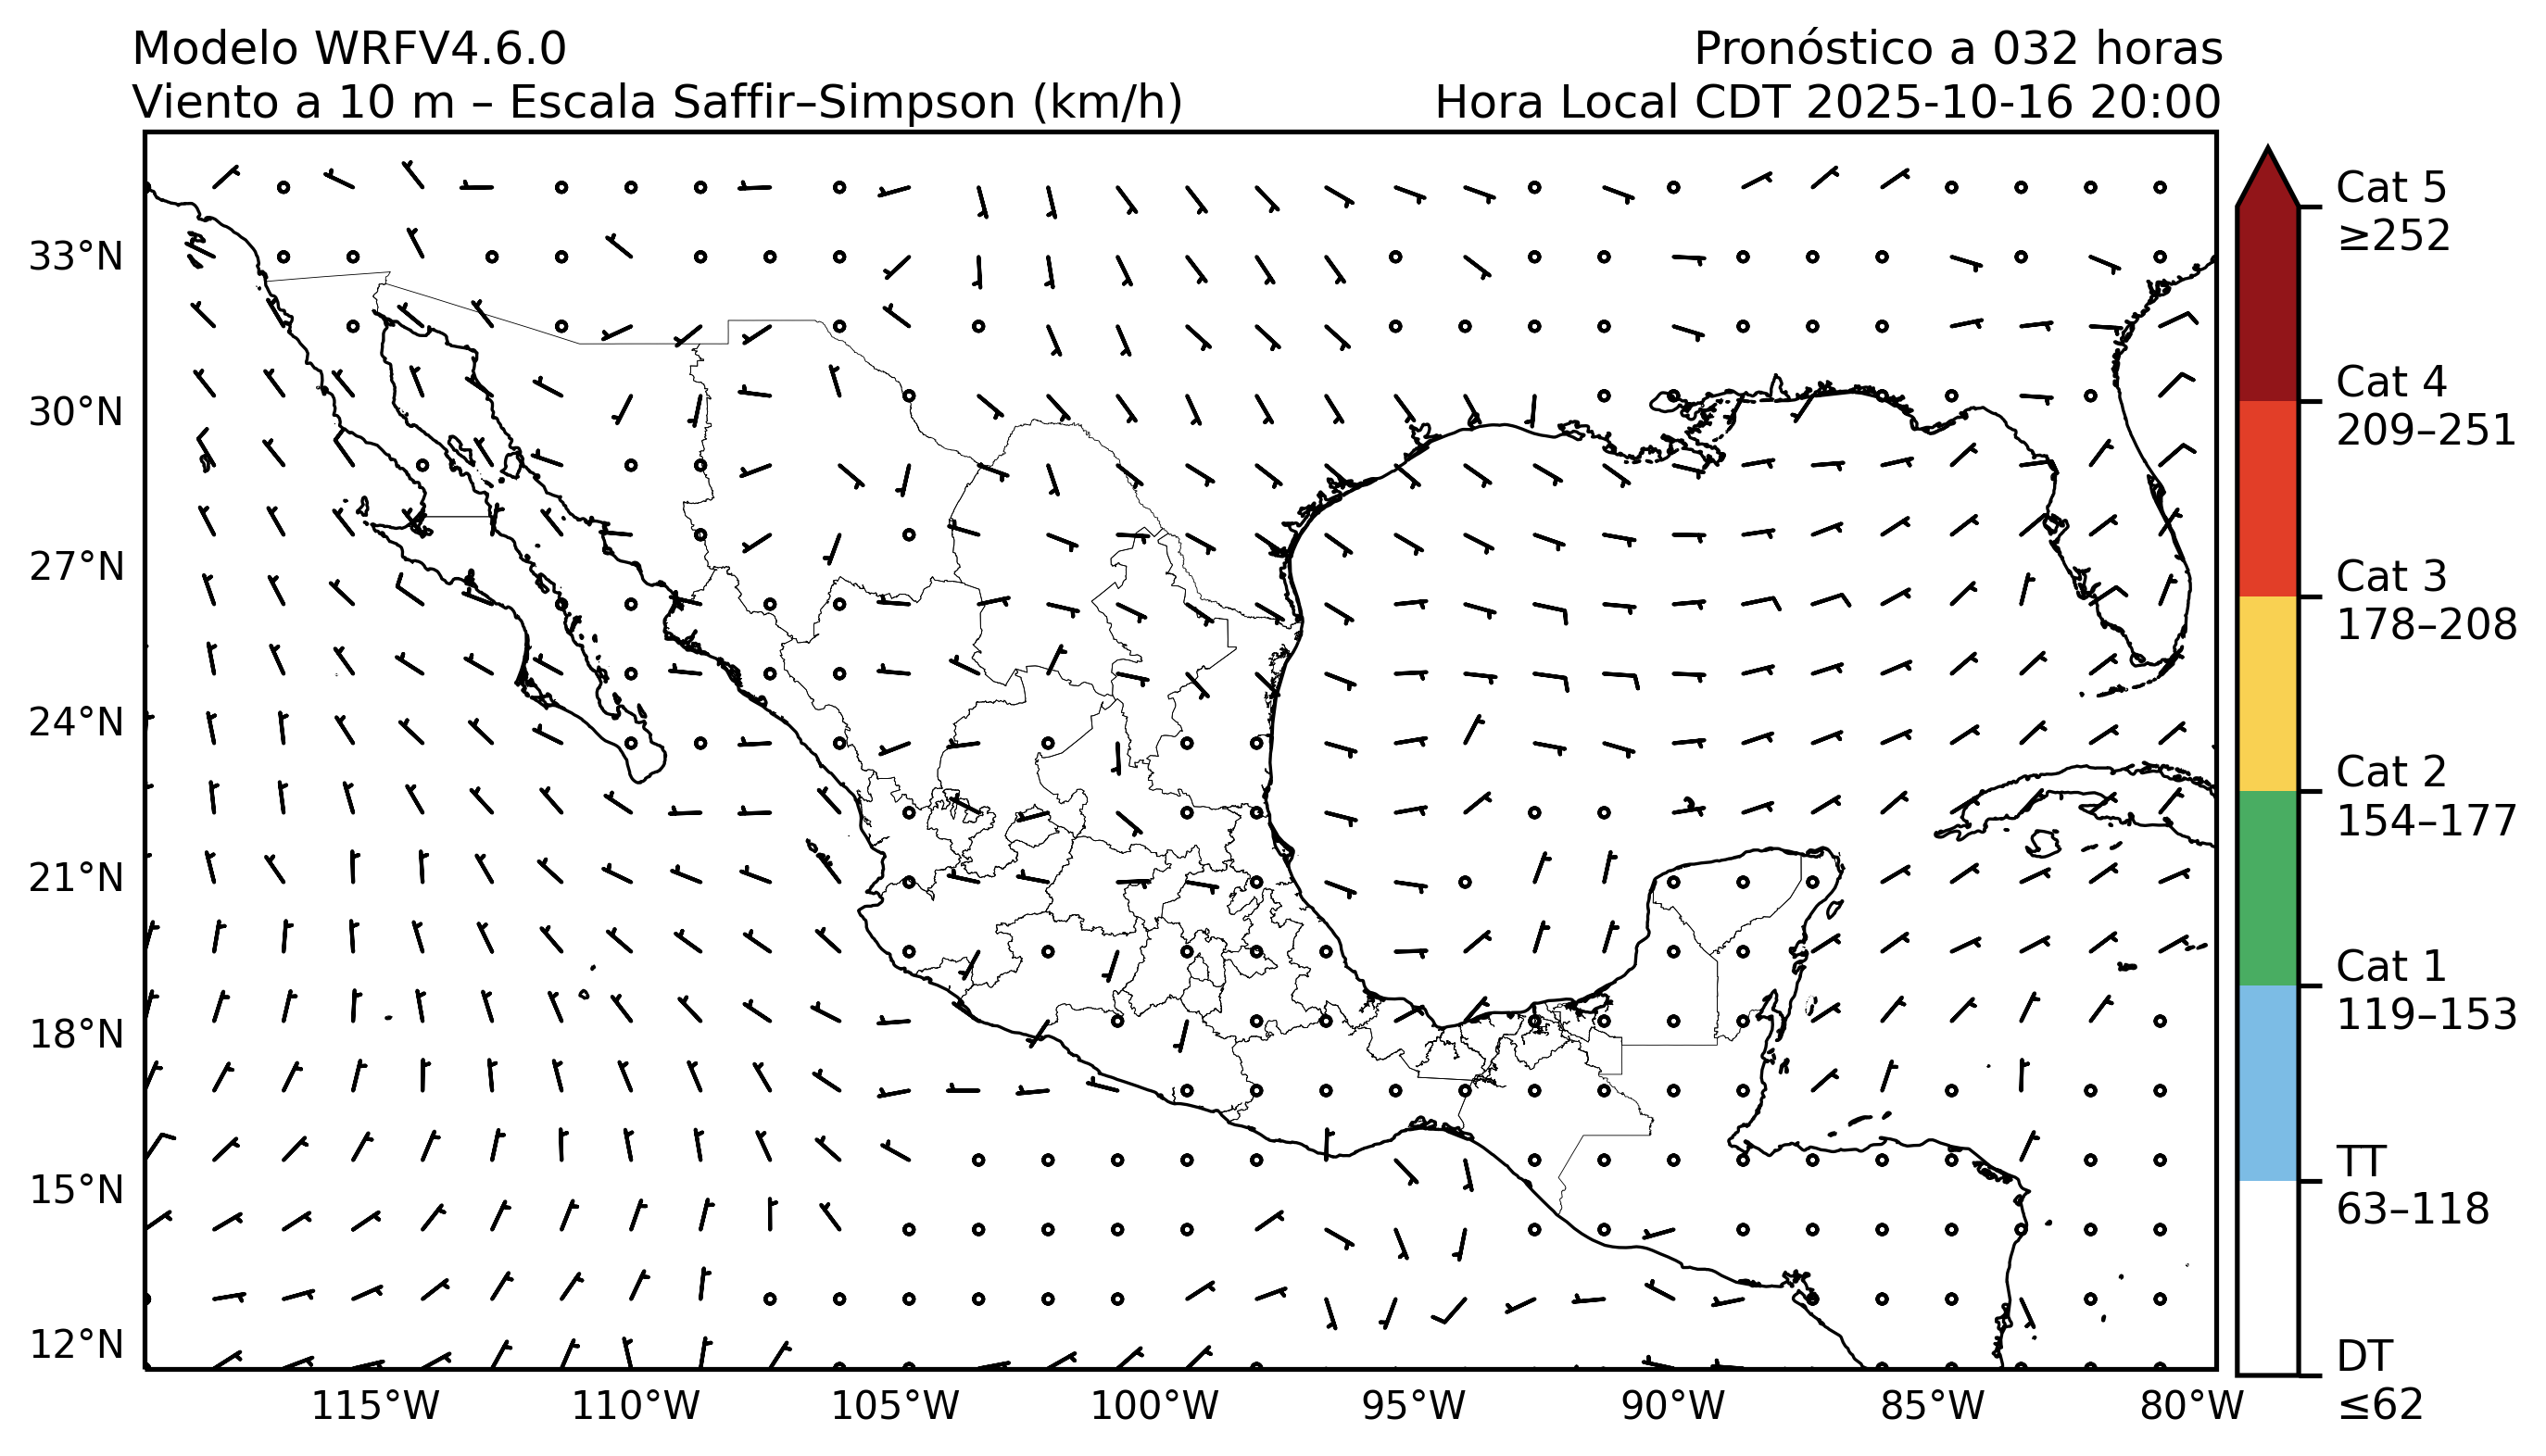 Modelo WRFV4.6.0
Viento a 10 m – Escala Saffir–Simpson (km/h)
Pronóstico a 032 horas
Hora Local CDT 2025-10-16 20:00
33°N
30°N
27°N
24°N
21°N
18°N
15°N
12°N
115°W
110°W
105°W
100°W
95°W
90°W
85°W
80°W
Cat 5
≥252
Cat 4
209–251
Cat 3
178–208
Cat 2
154–177
Cat 1
119–153
TT
63–118
DT
≤62